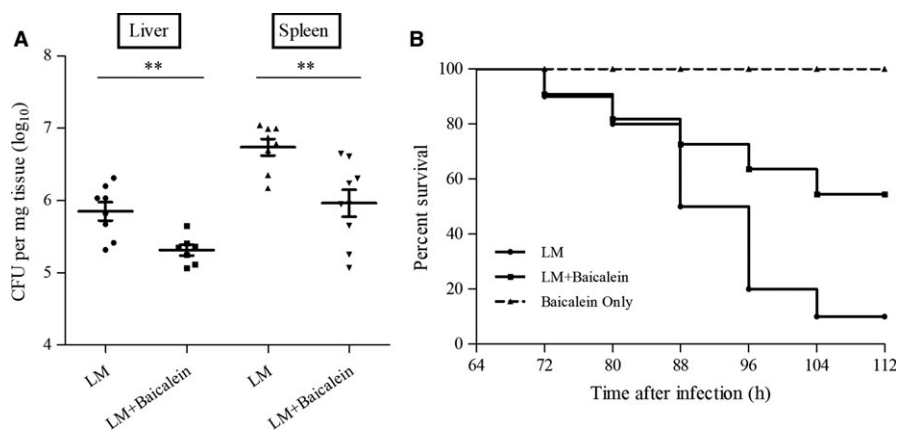 A
Liver
Spleen
**
**
CFU per mg tissue (log10)
8
7
6
5
4
LM
LM+Baicalein
LM
LM+Baicalein
B
Percent survival
100
80
60
40
20
0
LM
LM+Baicalein
Baicalein Only
64
72
80
88
96
104
112
Time after infection (h)